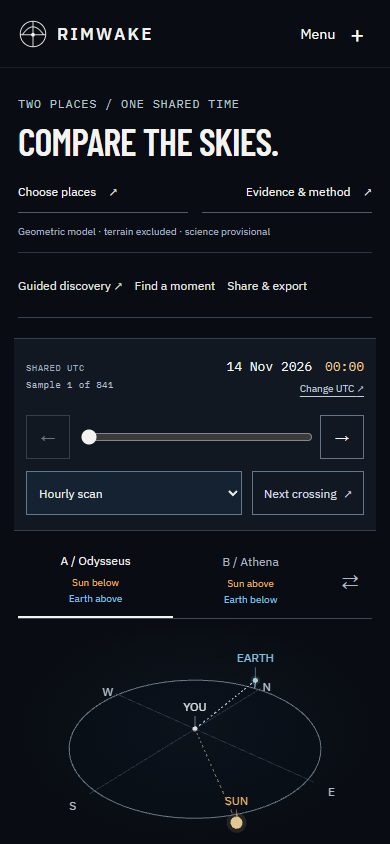 RIMWAKE
Menu +
TWO PLACES / ONE SHARED TIME
COMPARE THE SKIES.
Choose places ↗
Evidence & method ↗
Geometric model · terrain excluded · science provisional
Guided discovery ↗ Find a moment Share & export
SHARED UTC
Sample 1 of 841
14 Nov 2026 00:00
Change UTC ↗
← →
Hourly scan
Next crossing ↗
A / Odysseus
Sun below
Earth above
B / Athena
Sun above
Earth below
⇄
EARTH
W
N
YOU
S
E
SUN